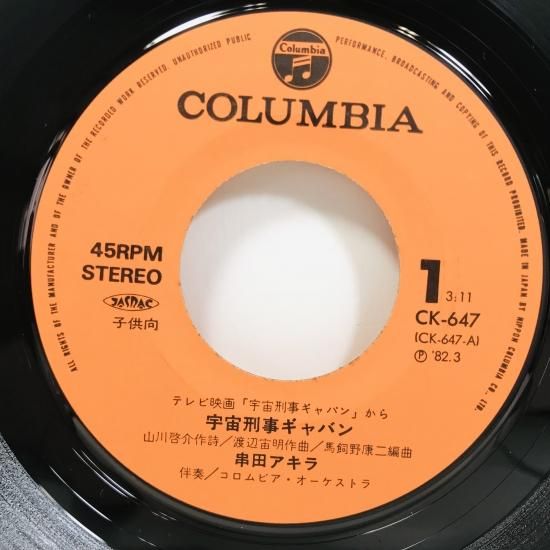 ALL RIGHTS OF THE MANUFACTURER AND OF THE OWNER OF THE RECORDED WORK RESERVED. UNAUTHORIZED PUBLIC PERFORMANCE, BROADCASTING AND COPYING OF THIS RECORD PROHIBITED. MADE IN JAPAN BY NIPPON COLUMBIA CO., LTD.
Columbia
COLUMBIA
45RPM
STEREO
JASRAC
子供向
1
3:11
CK-647
(CK-647-A)
Ⓟ '82.3
テレビ映画「宇宙刑事ギャバン」から
宇宙刑事ギャバン
山川啓介作詩/渡辺宙明作曲/馬飼野康二編曲
串田アキラ
伴奏/コロムビア・オーケストラ